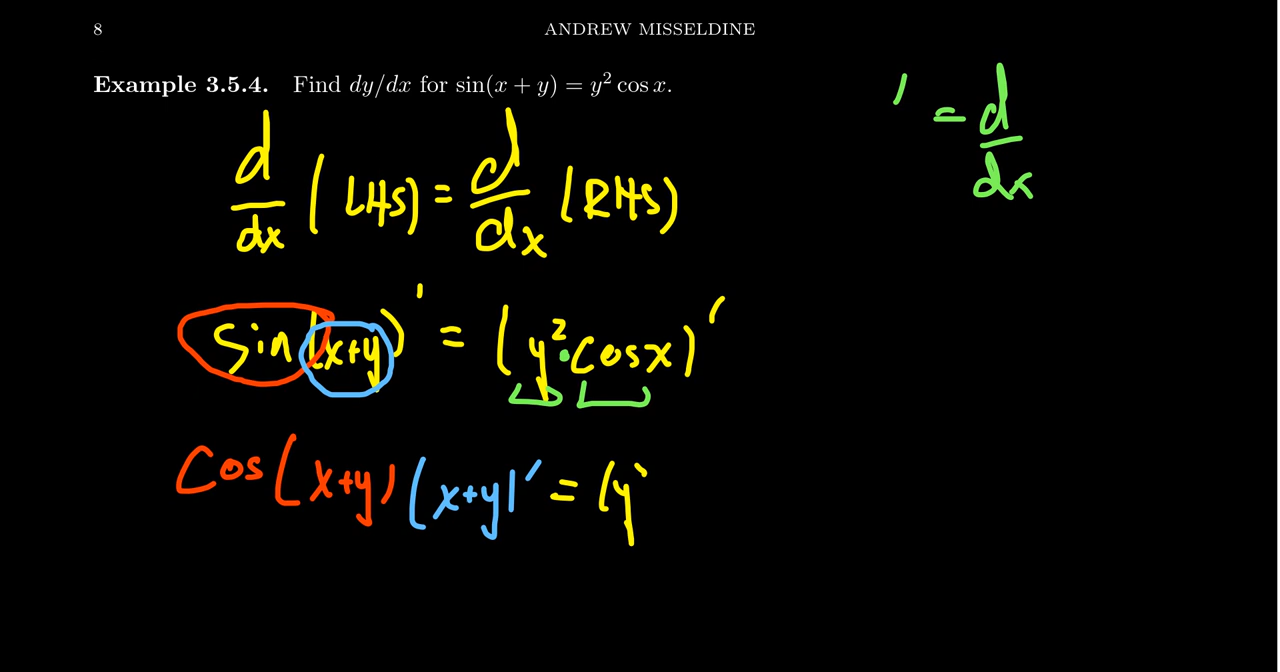 8 ANDREW MISSELDINE
Example 3.5.4. Find dy/dx for sin(x + y) = y² cos x.
' = d/dx
d/dx (LHS) = d/dx (RHS)
sin(x+y)' = (y²·cosx)'
Cos(x+y)(x+y)' = (y